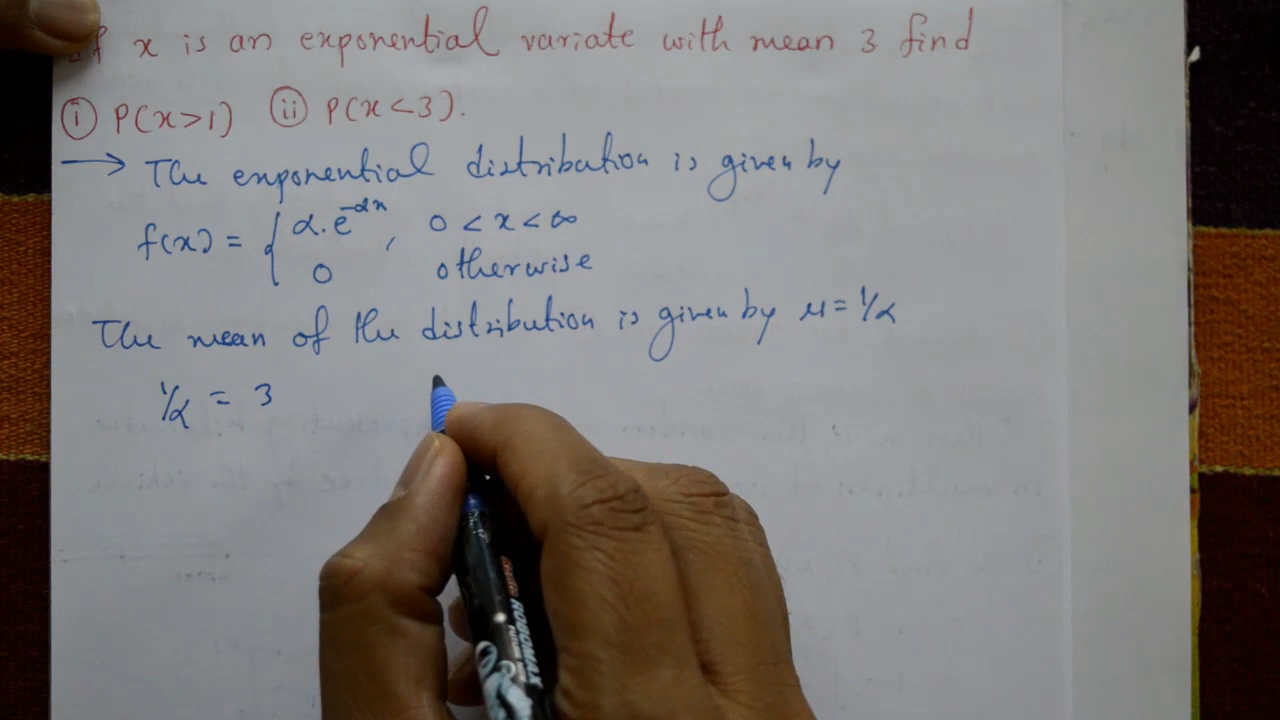 If x is an exponential variate with mean 3 find
(i) P(x>1) (ii) P(x<3).
→ The exponential distribution is given by
f(x) = { α.e^-αx, 0 < x < ∞
0 otherwise
The mean of the distribution is given by μ = 1/α
1/α = 3
ROBOMAX